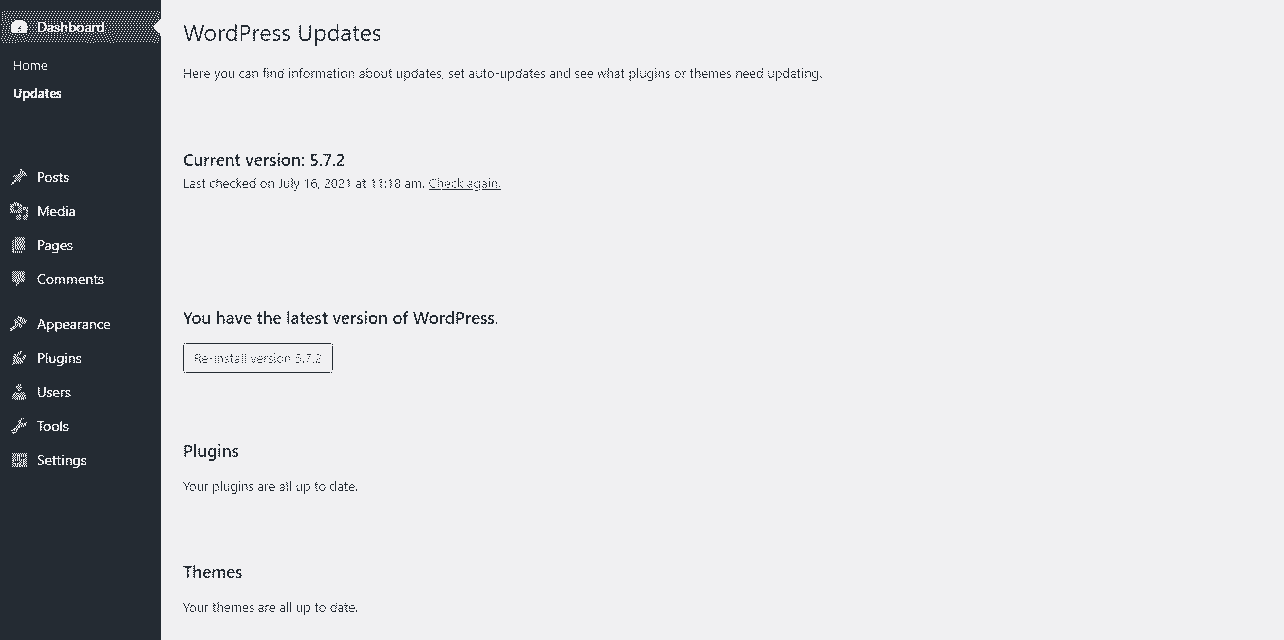 Dashboard
Home
Updates
Posts
Media
Pages
Comments
Appearance
Plugins
Users
Tools
Settings
WordPress Updates
Here you can find information about updates, set auto-updates and see what plugins or themes need updating.
Current version: 5.7.2
Last checked on July 16, 2021 at 11:18 am. Check again.
You have the latest version of WordPress.
Re-install version 5.7.2
Plugins
Your plugins are all up to date.
Themes
Your themes are all up to date.